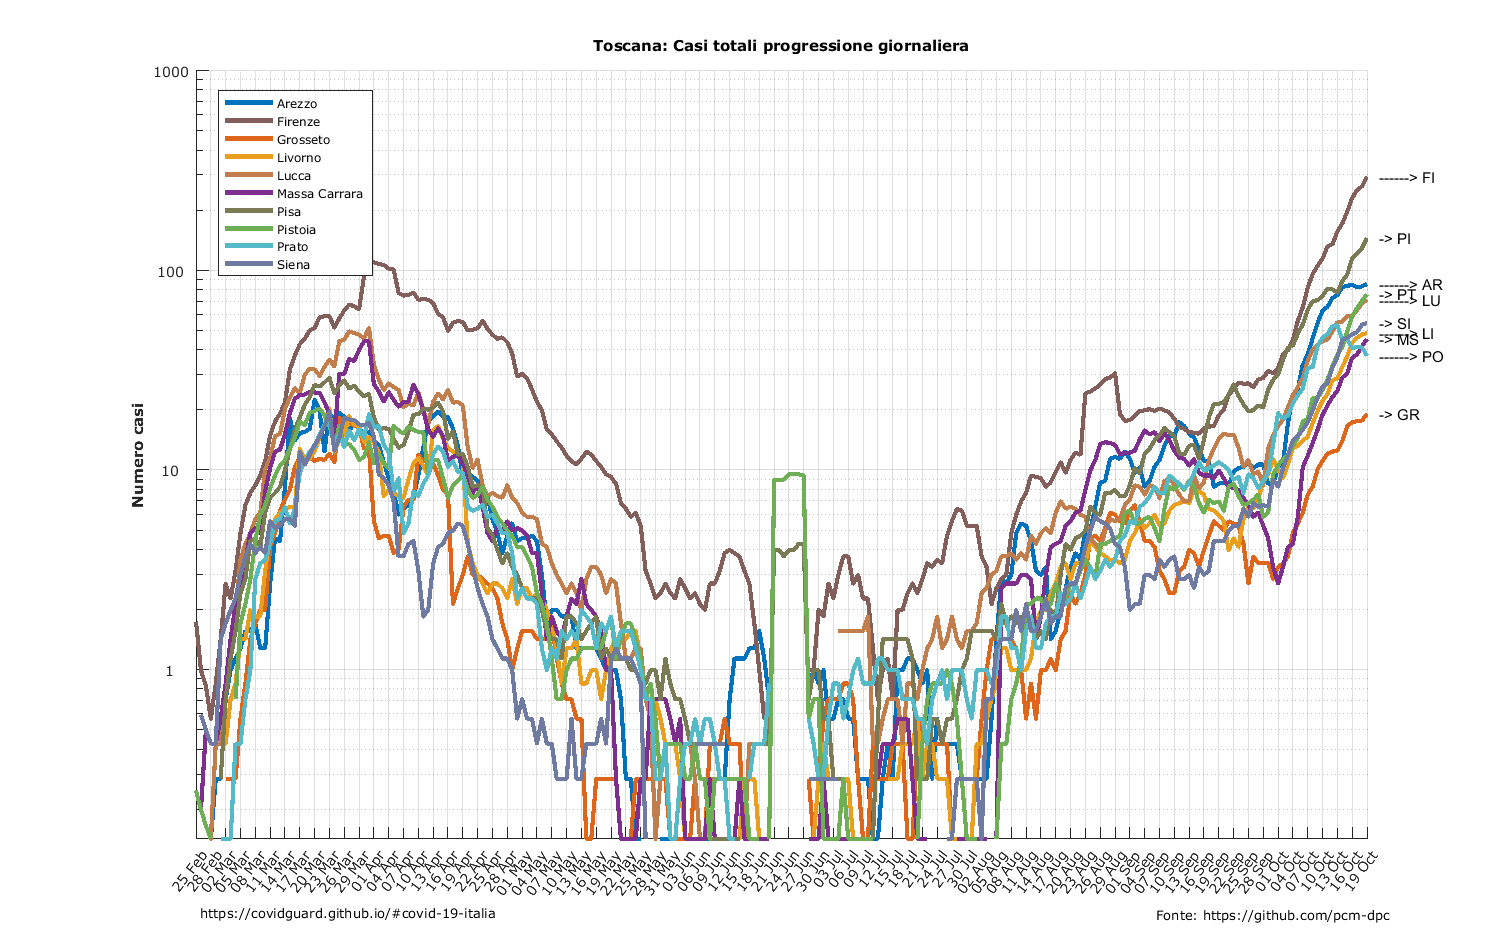 Toscana: Casi totali progressione giornaliera
1000
100
10
1
Numero casi
Arezzo
Firenze
Grosseto
Livorno
Lucca
Massa Carrara
Pisa
Pistoia
Prato
Siena
------> FI
-> PI
------> AR
-> PT
------> LU
-> SI
------> LI
-> MS
------> PO
-> GR
25 Feb
28 Feb
02 Mar
05 Mar
08 Mar
11 Mar
14 Mar
17 Mar
20 Mar
23 Mar
26 Mar
29 Mar
01 Apr
04 Apr
07 Apr
10 Apr
13 Apr
16 Apr
19 Apr
22 Apr
25 Apr
28 Apr
01 May
04 May
07 May
10 May
13 May
16 May
19 May
22 May
25 May
28 May
31 May
03 Jun
06 Jun
09 Jun
12 Jun
15 Jun
18 Jun
21 Jun
24 Jun
27 Jun
30 Jun
03 Jul
06 Jul
09 Jul
12 Jul
15 Jul
18 Jul
21 Jul
24 Jul
27 Jul
30 Jul
02 Aug
05 Aug
08 Aug
11 Aug
14 Aug
17 Aug
20 Aug
23 Aug
26 Aug
29 Aug
01 Sep
04 Sep
07 Sep
10 Sep
13 Sep
16 Sep
19 Sep
22 Sep
25 Sep
28 Sep
01 Oct
04 Oct
07 Oct
10 Oct
13 Oct
16 Oct
19 Oct
https://covidguard.github.io/#covid-19-italia
Fonte: https://github.com/pcm-dpc